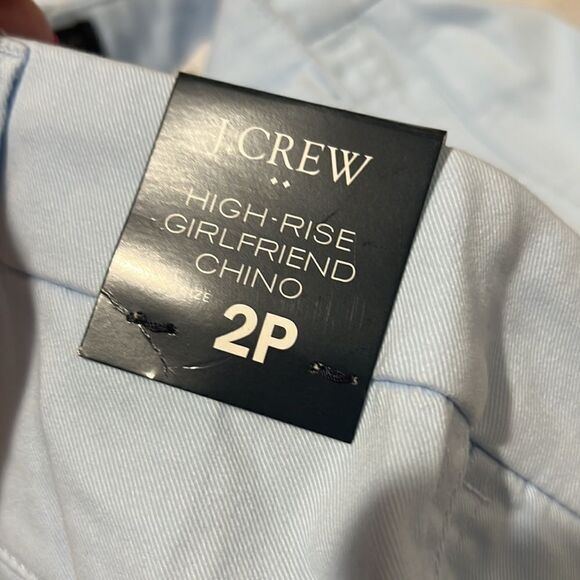 J.CREW
HIGH-RISE
GIRLFRIEND
CHINO
2P